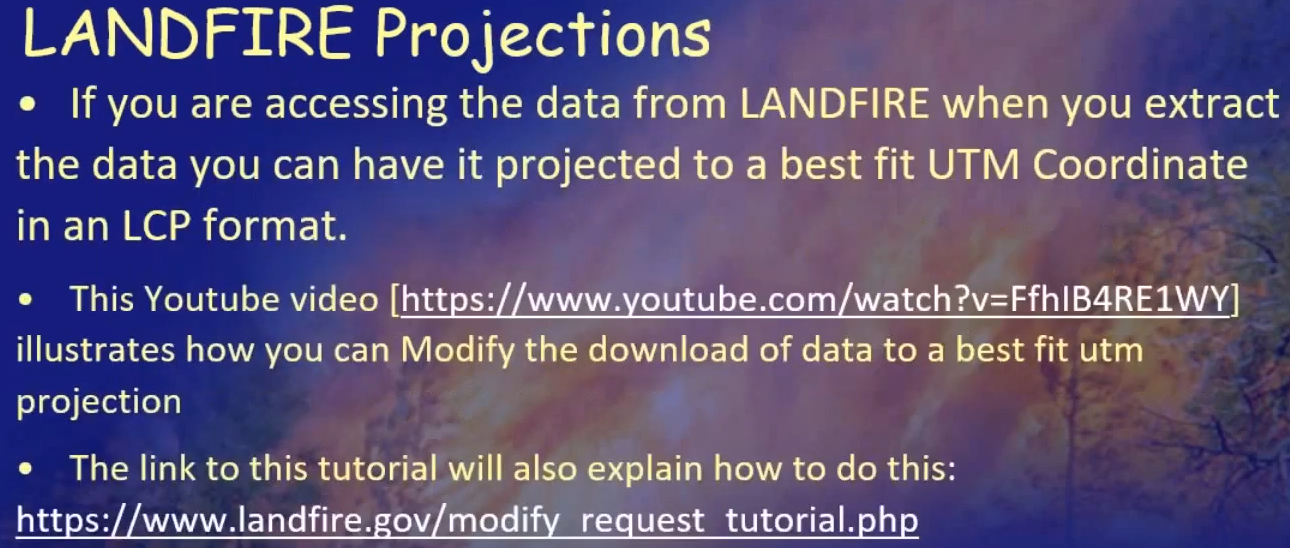 LANDFIRE Projections
• If you are accessing the data from LANDFIRE when you extract
the data you can have it projected to a best fit UTM Coordinate
in an LCP format.
• This Youtube video [https://www.youtube.com/watch?v=FfhIB4RE1WY]
illustrates how you can Modify the download of data to a best fit utm
projection
• The link to this tutorial will also explain how to do this:
https://www.landfire.gov/modify_request_tutorial.php